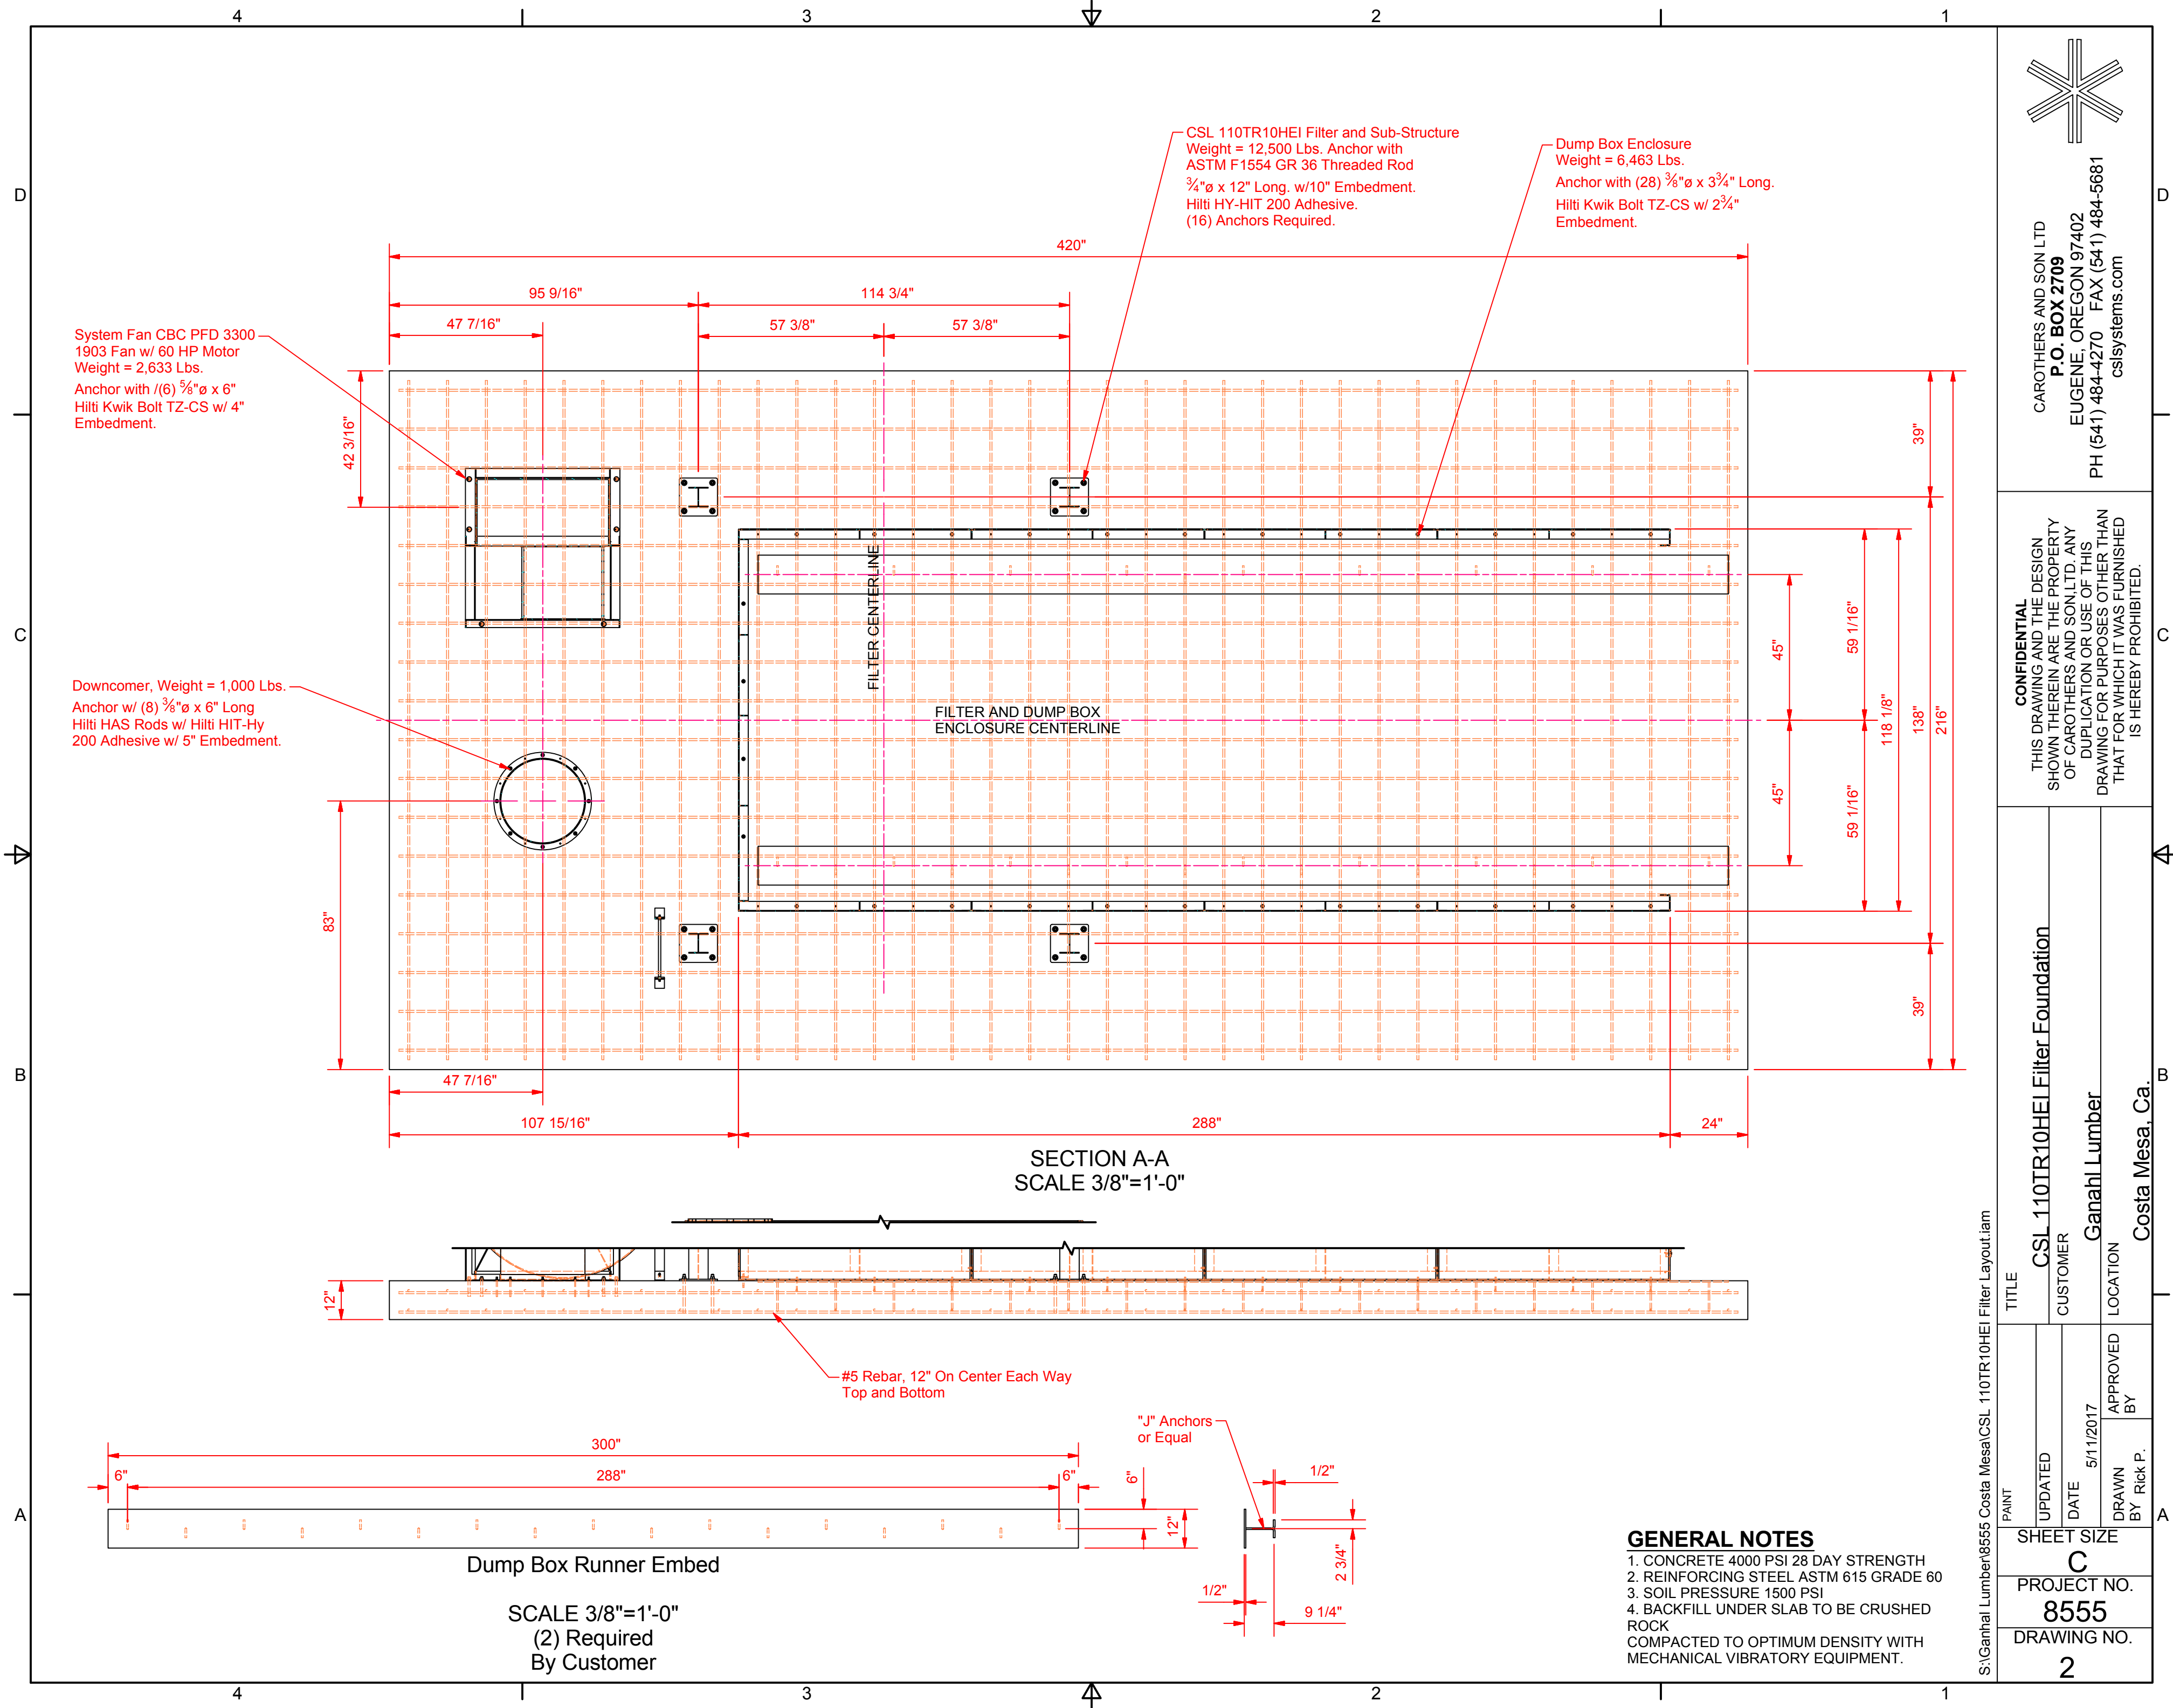 4
3
2
1
D
D
C
C
B
B
A
A
4
3
2
1
CSL 110TR10HEI Filter and Sub-Structure
Weight = 12,500 Lbs. Anchor with
ASTM F1554 GR 36 Threaded Rod
¾"ø x 12" Long. w/10" Embedment.
Hilti HY-HIT 200 Adhesive.
(16) Anchors Required.
Dump Box Enclosure
Weight = 6,463 Lbs.
Anchor with (28) ⅜"ø x 3¾" Long.
Hilti Kwik Bolt TZ-CS w/ 2¾"
Embedment.
420"
95 9/16"
114 3/4"
47 7/16"
57 3/8"
57 3/8"
System Fan CBC PFD 3300
1903 Fan w/ 60 HP Motor
Weight = 2,633 Lbs.
Anchor with /(6) ⅝"ø x 6"
Hilti Kwik Bolt TZ-CS w/ 4"
Embedment.
42 3/16"
39"
FILTER CENTERLINE
45"
59 1/16"
118 1/8"
138"
216"
Downcomer, Weight = 1,000 Lbs.
Anchor w/ (8) ⅜"ø x 6" Long
Hilti HAS Rods w/ Hilti HIT-Hy
200 Adhesive w/ 5" Embedment.
FILTER AND DUMP BOX
ENCLOSURE CENTERLINE
45"
59 1/16"
83"
39"
47 7/16"
107 15/16"
288"
24"
SECTION A-A
SCALE 3/8"=1'-0"
12"
#5 Rebar, 12" On Center Each Way
Top and Bottom
300"
6"
288"
6"
6"
12"
"J" Anchors
or Equal
1/2"
2 3/4"
1/2"
9 1/4"
Dump Box Runner Embed
SCALE 3/8"=1'-0"
(2) Required
By Customer
GENERAL NOTES
1. CONCRETE 4000 PSI 28 DAY STRENGTH
2. REINFORCING STEEL ASTM 615 GRADE 60
3. SOIL PRESSURE 1500 PSI
4. BACKFILL UNDER SLAB TO BE CRUSHED
ROCK
COMPACTED TO OPTIMUM DENSITY WITH
MECHANICAL VIBRATORY EQUIPMENT.
S:\Ganhal Lumber\8555 Costa Mesa\CSL 110TR10HEI Filter Layout.iam
CAROTHERS AND SON LTD
P.O. BOX 2709
EUGENE, OREGON 97402
PH (541) 484-4270 FAX (541) 484-5681
cslsystems.com
CONFIDENTIAL
THIS DRAWING AND THE DESIGN
SHOWN THEREIN ARE THE PROPERTY
OF CAROTHERS AND SON,LTD. ANY
DUPLICATION OR USE OF THIS
DRAWING FOR PURPOSES OTHER THAN
THAT FOR WHICH IT WAS FURNISHED
IS HEREBY PROHIBITED.
TITLE
CSL 110TR10HEI Filter Foundation
CUSTOMER
Ganahl Lumber
LOCATION
Costa Mesa, Ca.
PAINT
UPDATED
DATE
5/11/2017
DRAWN
BY Rick P.
APPROVED
BY
SHEET SIZE
C
PROJECT NO.
8555
DRAWING NO.
2